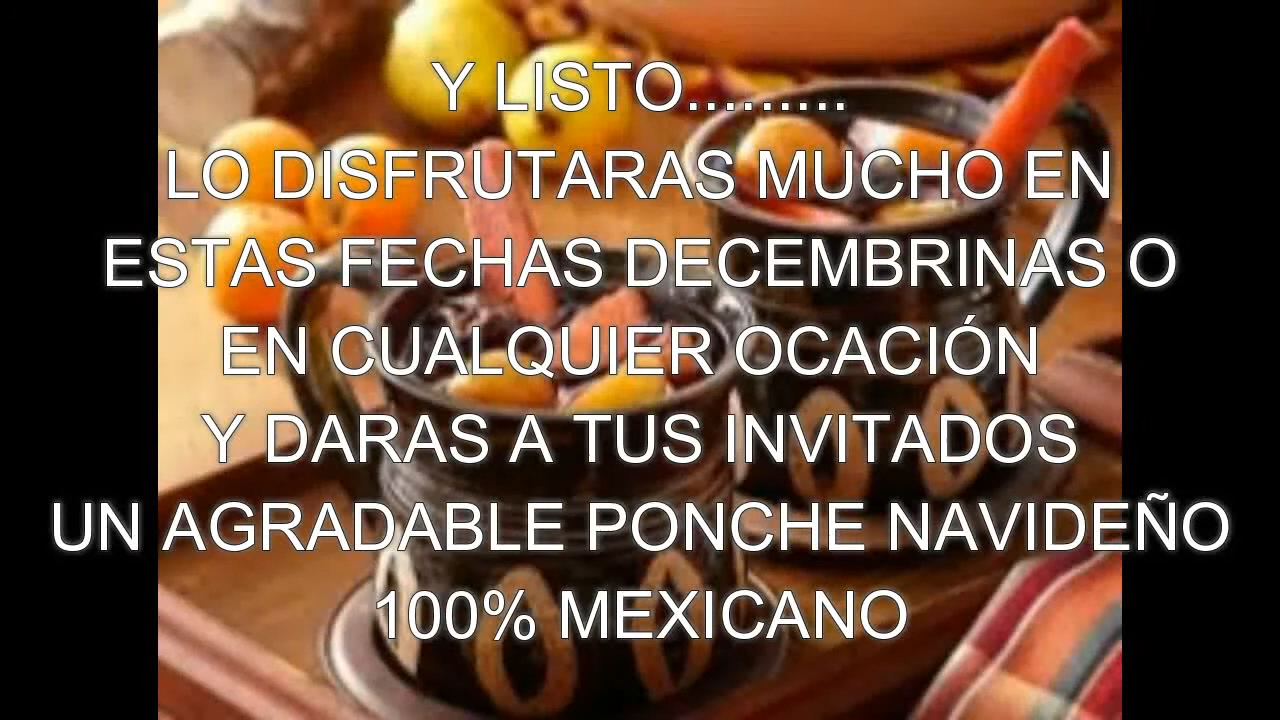 Y LISTO.........
LO DISFRUTARAS MUCHO EN
ESTAS FECHAS DECEMBRINAS O
EN CUALQUIER OCACIÓN
Y DARAS A TUS INVITADOS
UN AGRADABLE PONCHE NAVIDEÑO
100% MEXICANO